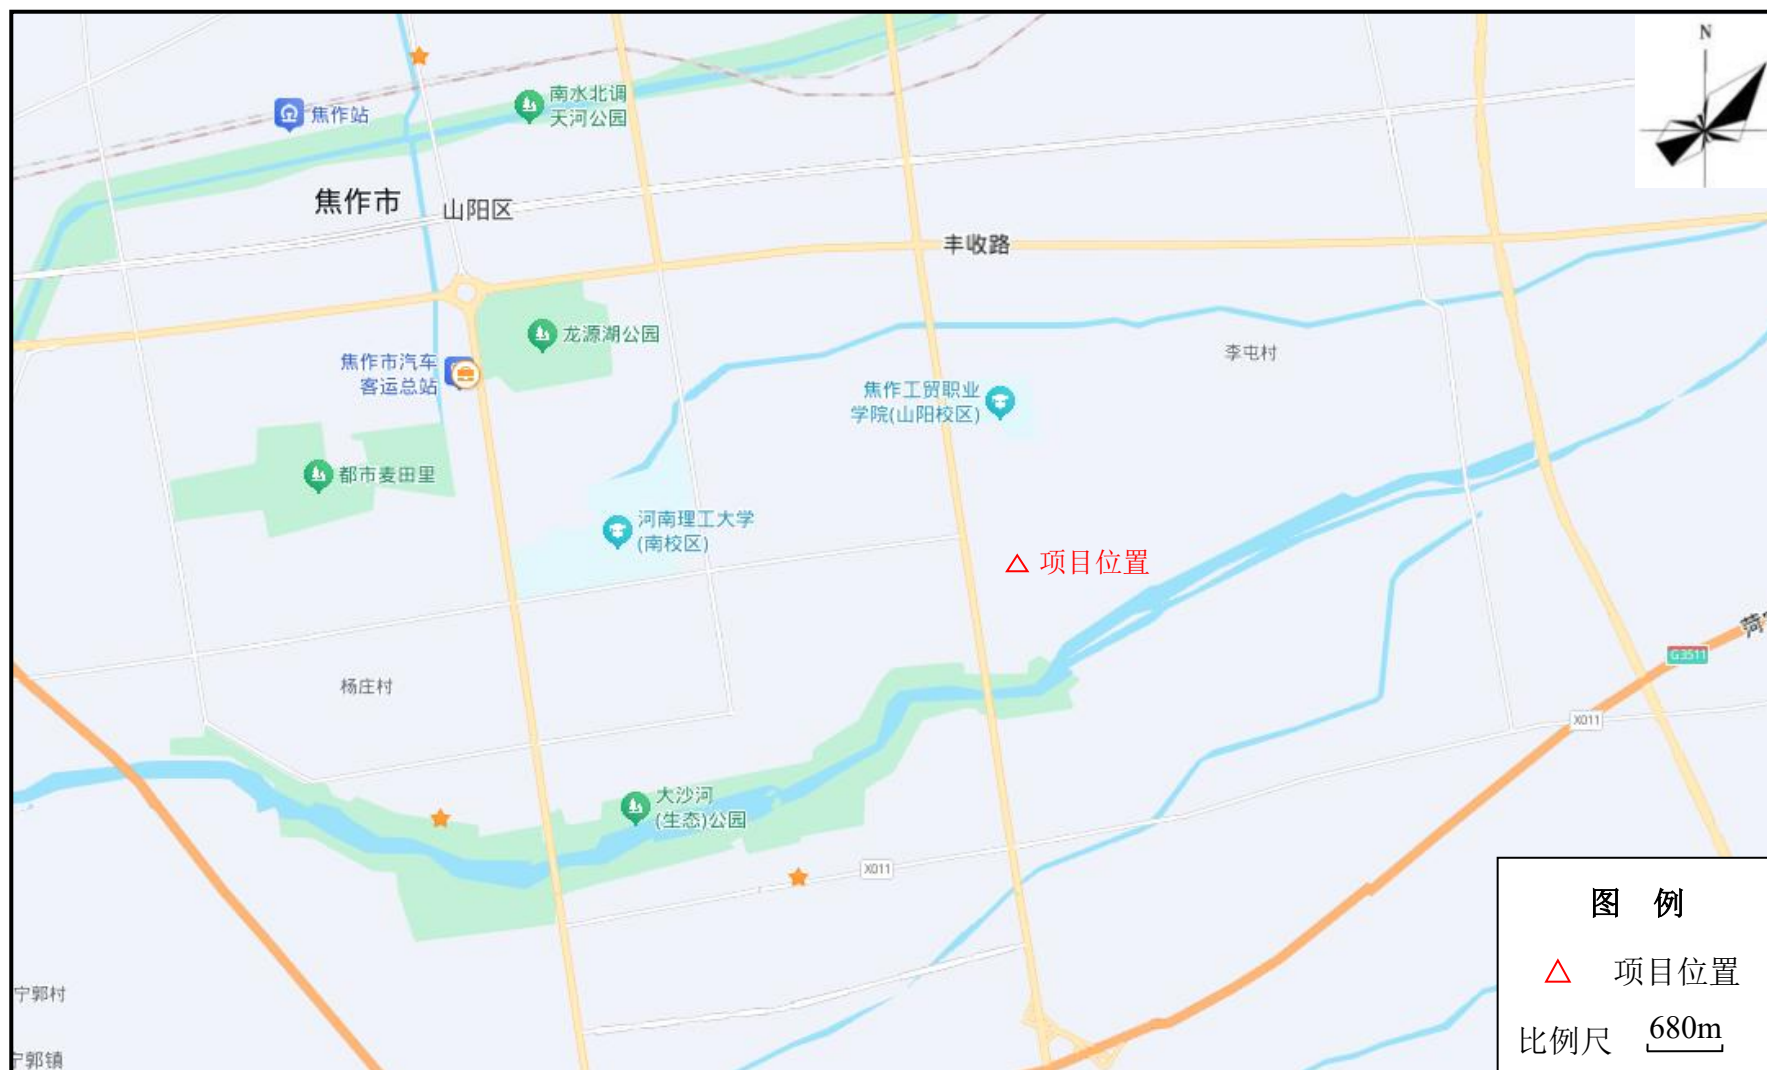 N
焦作站
南水北调
天河公园
焦作市
山阳区
丰收路
龙源湖公园
焦作市汽车
客运总站
李屯村
焦作工贸职业
学院(山阳校区)
都市麦田里
河南理工大学
(南校区)
项目位置
菏
G3511
杨庄村
X011
大沙河
(生态)公园
X011
宁郭村
宁郭镇
图 例
项目位置
比例尺 680m